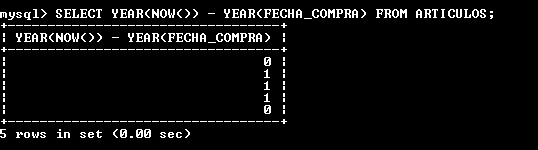 mysql> SELECT YEAR(NOW()) - YEAR(FECHA_COMPRA) FROM ARTICULOS;
+----------------------------------+
| YEAR(NOW()) - YEAR(FECHA_COMPRA) |
+----------------------------------+
|                                0 |
|                                1 |
|                                1 |
|                                1 |
|                                0 |
+----------------------------------+
5 rows in set (0.00 sec)